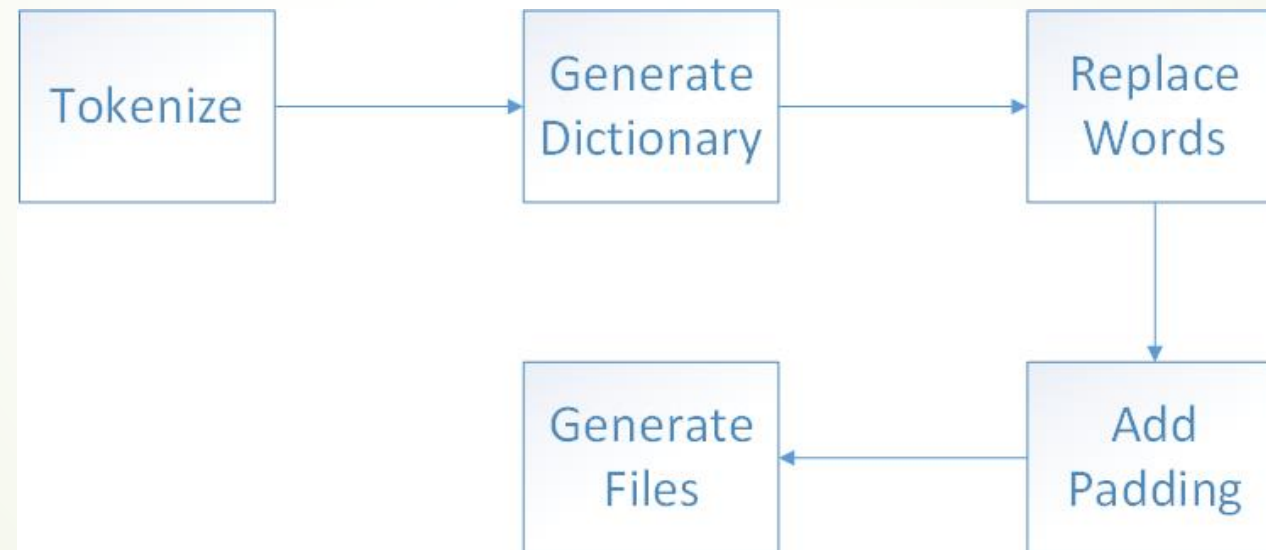 Tokenize
Generate
Dictionary
Replace
Words
Add
Padding
Generate
Files